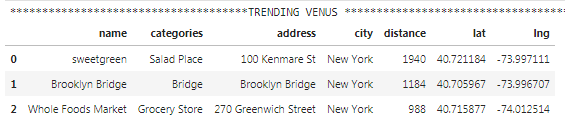 ************************************TRENDING VENUS ************************************
name categories address city distance lat lng
0 sweetgreen Salad Place 100 Kenmare St New York 1940 40.721184 -73.997111
1 Brooklyn Bridge Bridge Brooklyn Bridge New York 1184 40.705967 -73.996707
2 Whole Foods Market Grocery Store 270 Greenwich Street New York 988 40.715877 -74.012514